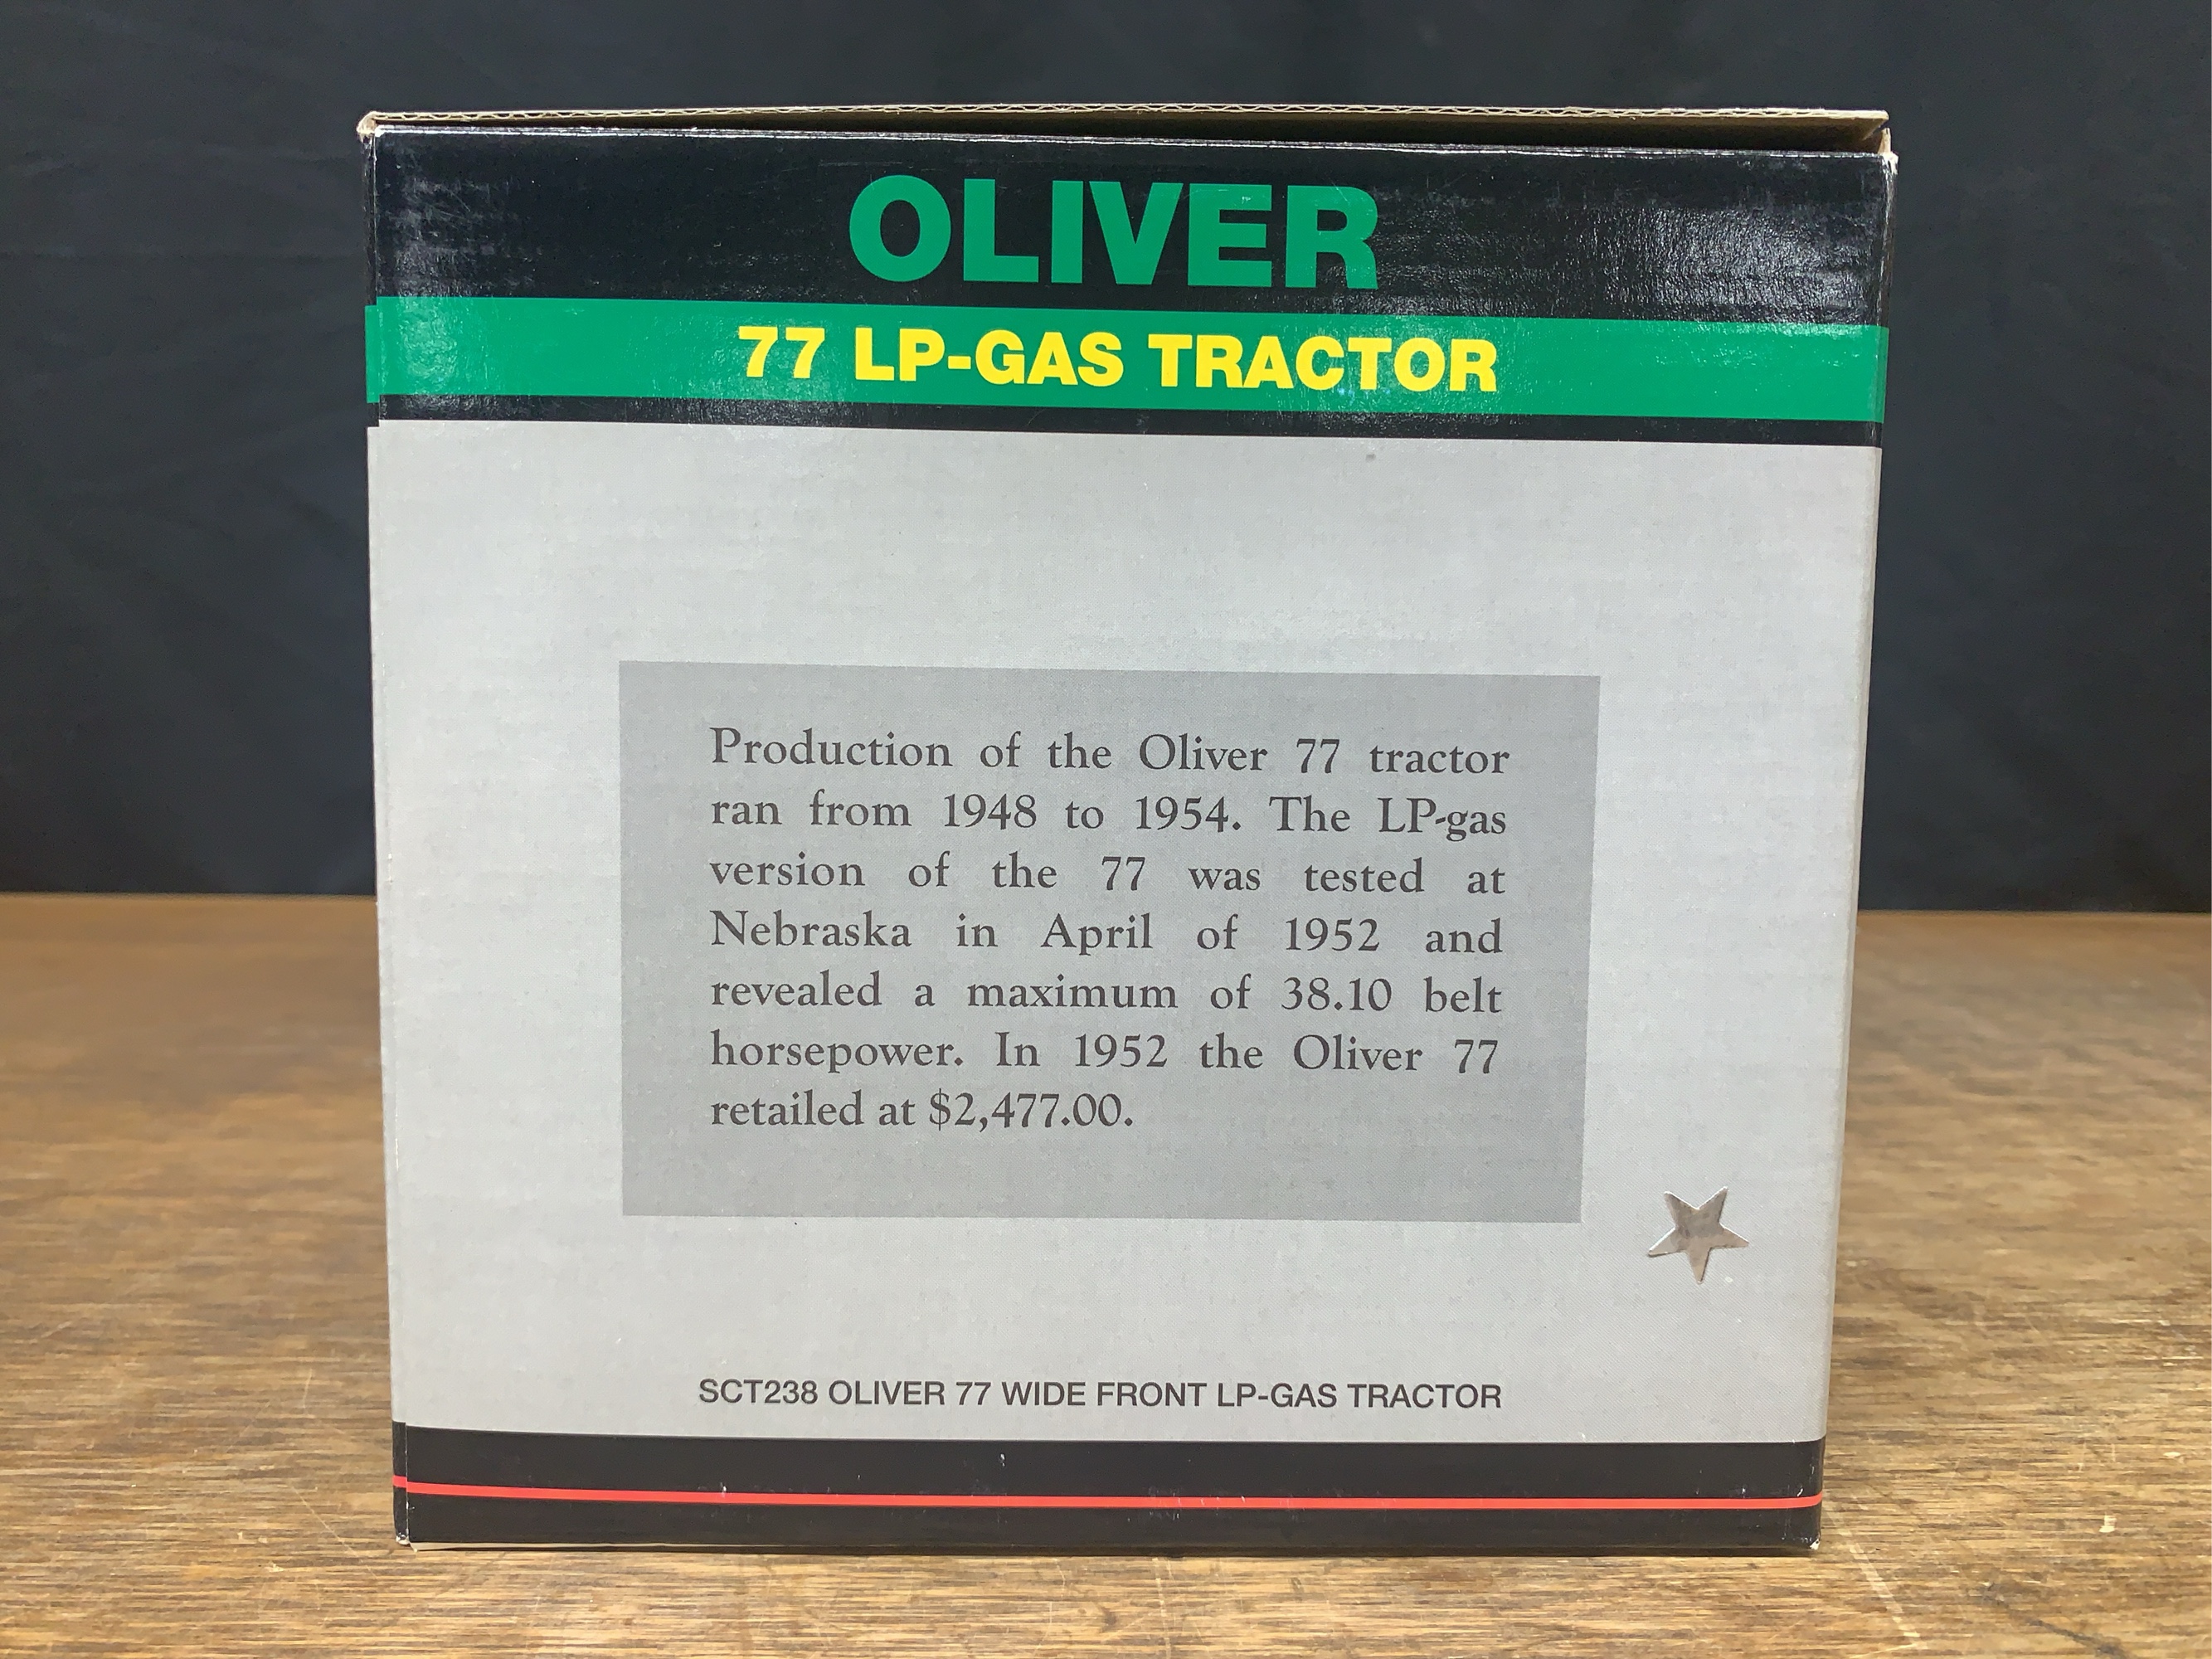 OLIVER
77 LP-GAS TRACTOR
Production of the Oliver 77 tractor
ran from 1948 to 1954. The LP-gas
version of the 77 was tested at
Nebraska in April of 1952 and
revealed a maximum of 38.10 belt
horsepower. In 1952 the Oliver 77
retailed at $2,477.00.
SCT238 OLIVER 77 WIDE FRONT LP-GAS TRACTOR